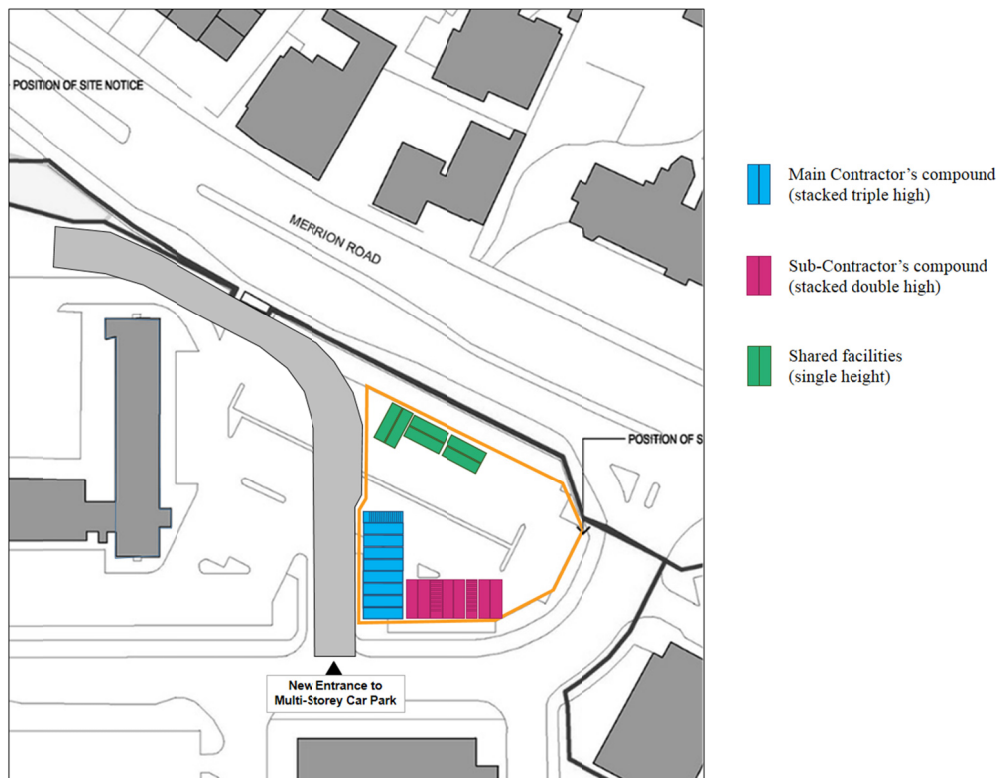 POSITION OF SITE NOTICE
MERRION ROAD
POSITION OF S
New Entrance to
Multi-Storey Car Park
Main Contractor's compound
(stacked triple high)
Sub-Contractor's compound
(stacked double high)
Shared facilities
(single height)